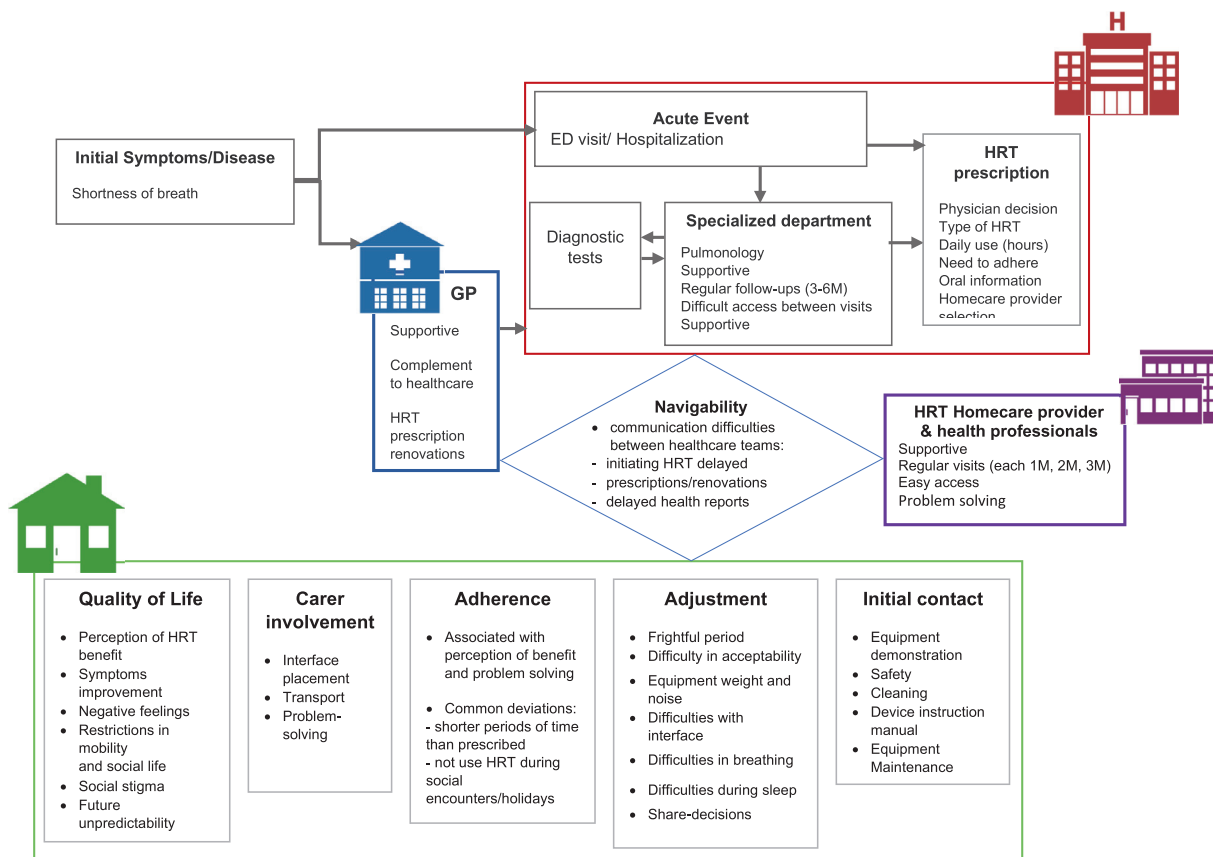 H
Initial Symptoms/Disease
Shortness of breath
Acute Event
ED visit/ Hospitalization
HRT
prescription
Physician decision
Type of HRT
Daily use (hours)
Need to adhere
Oral information
Homecare provider
selection
Diagnostic
tests
Specialized department
Pulmonology
Supportive
Regular follow-ups (3-6M)
Difficult access between visits
Supportive
GP
Supportive
Complement
to healthcare
HRT
prescription
renovations
Navigability
• communication difficulties
between healthcare teams:
- initiating HRT delayed
- prescriptions/renovations
- delayed health reports
HRT Homecare provider
& health professionals
Supportive
Regular visits (each 1M, 2M, 3M)
Easy access
Problem solving
Quality of Life
• Perception of HRT
benefit
• Symptoms
improvement
• Negative feelings
• Restrictions in
mobility
and social life
• Social stigma
• Future
unpredictability
Carer
involvement
• Interface
placement
• Transport
• Problem-
solving
Adherence
• Associated with
perception of benefit
and problem solving
• Common deviations:
- shorter periods of time
than prescribed
- not use HRT during
social
encounters/holidays
Adjustment
• Frightful period
• Difficulty in acceptability
• Equipment weight and
noise
• Difficulties with
interface
• Difficulties in breathing
• Difficulties during sleep
• Share-decisions
Initial contact
• Equipment
demonstration
• Safety
• Cleaning
• Device instruction
manual
• Equipment
Maintenance